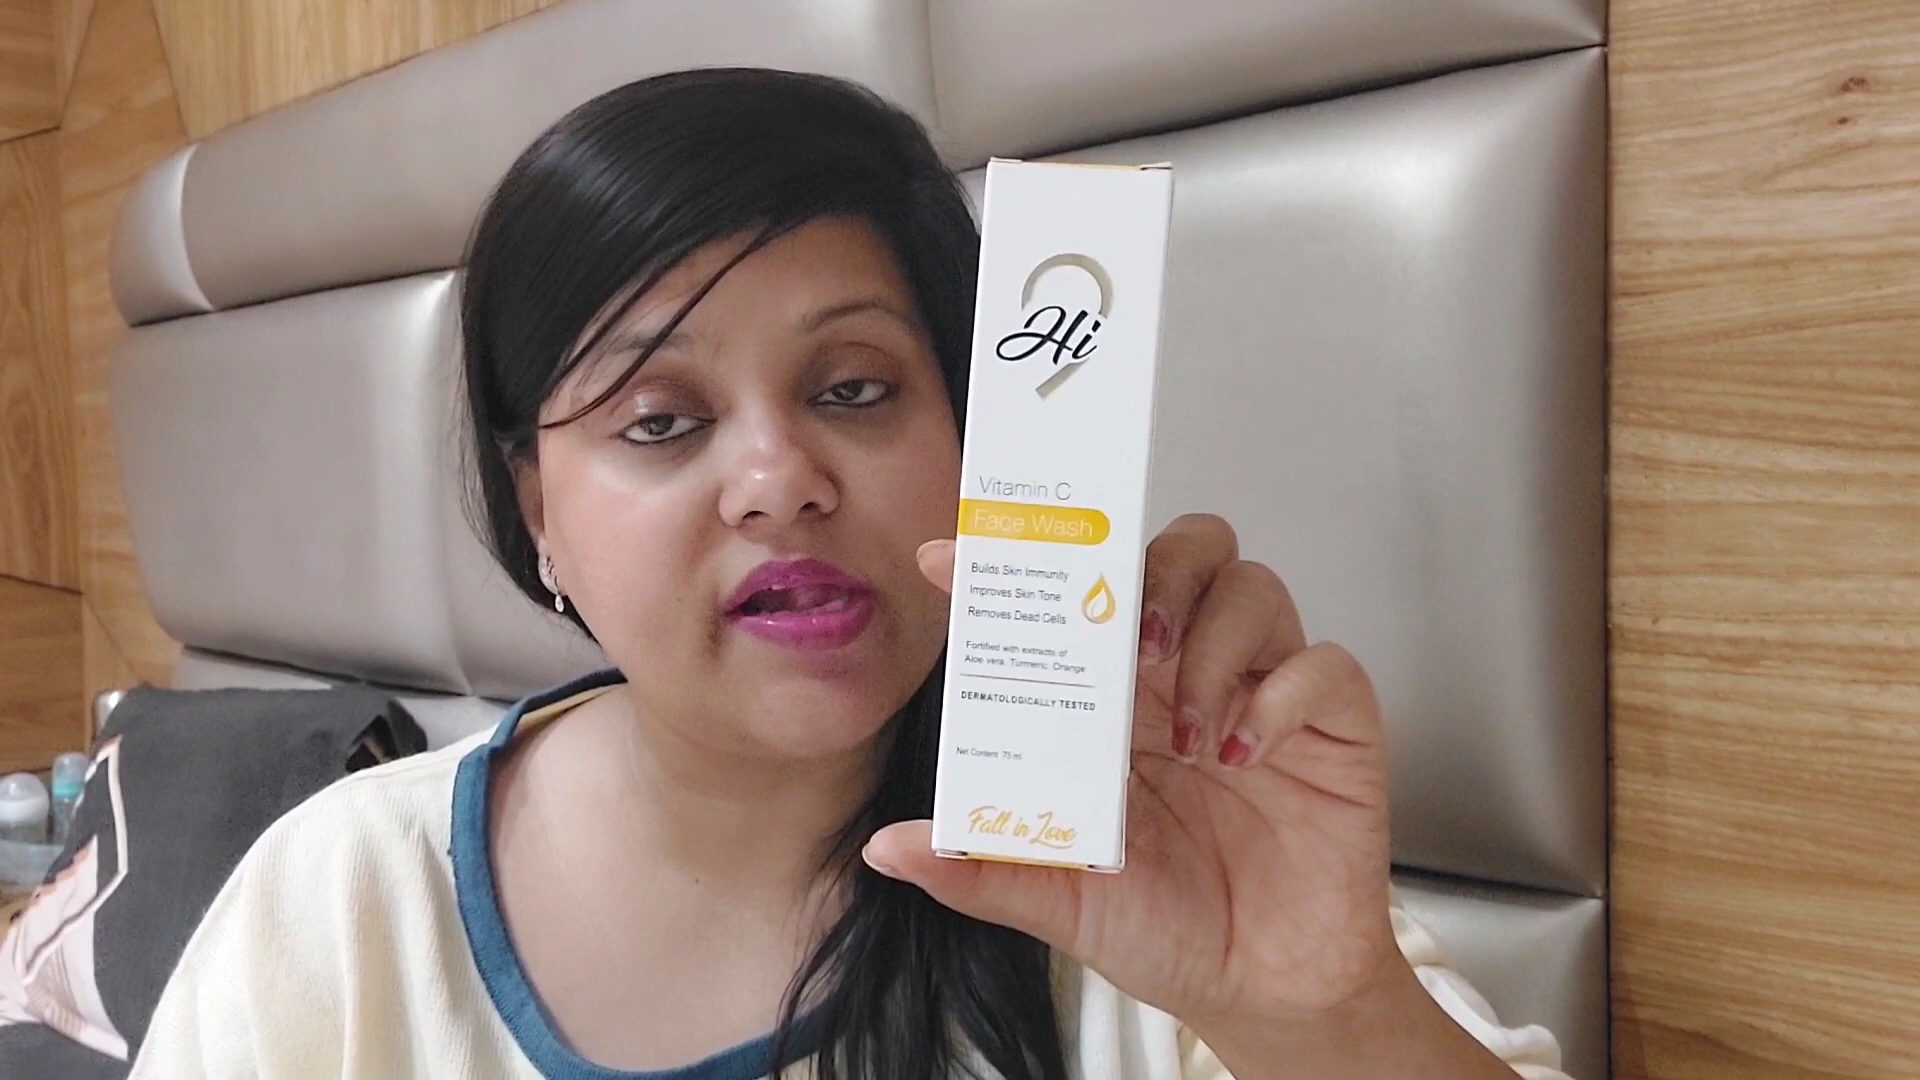 Hi 9
Vitamin C
Face Wash
Builds Skin Immunity
Improves Skin Tone
Removes Dead Cells
Fortified with extracts of
Aloe vera, Turmeric, Orange
DERMATOLOGICALLY TESTED
Net Content 75 ml
Fall in Love